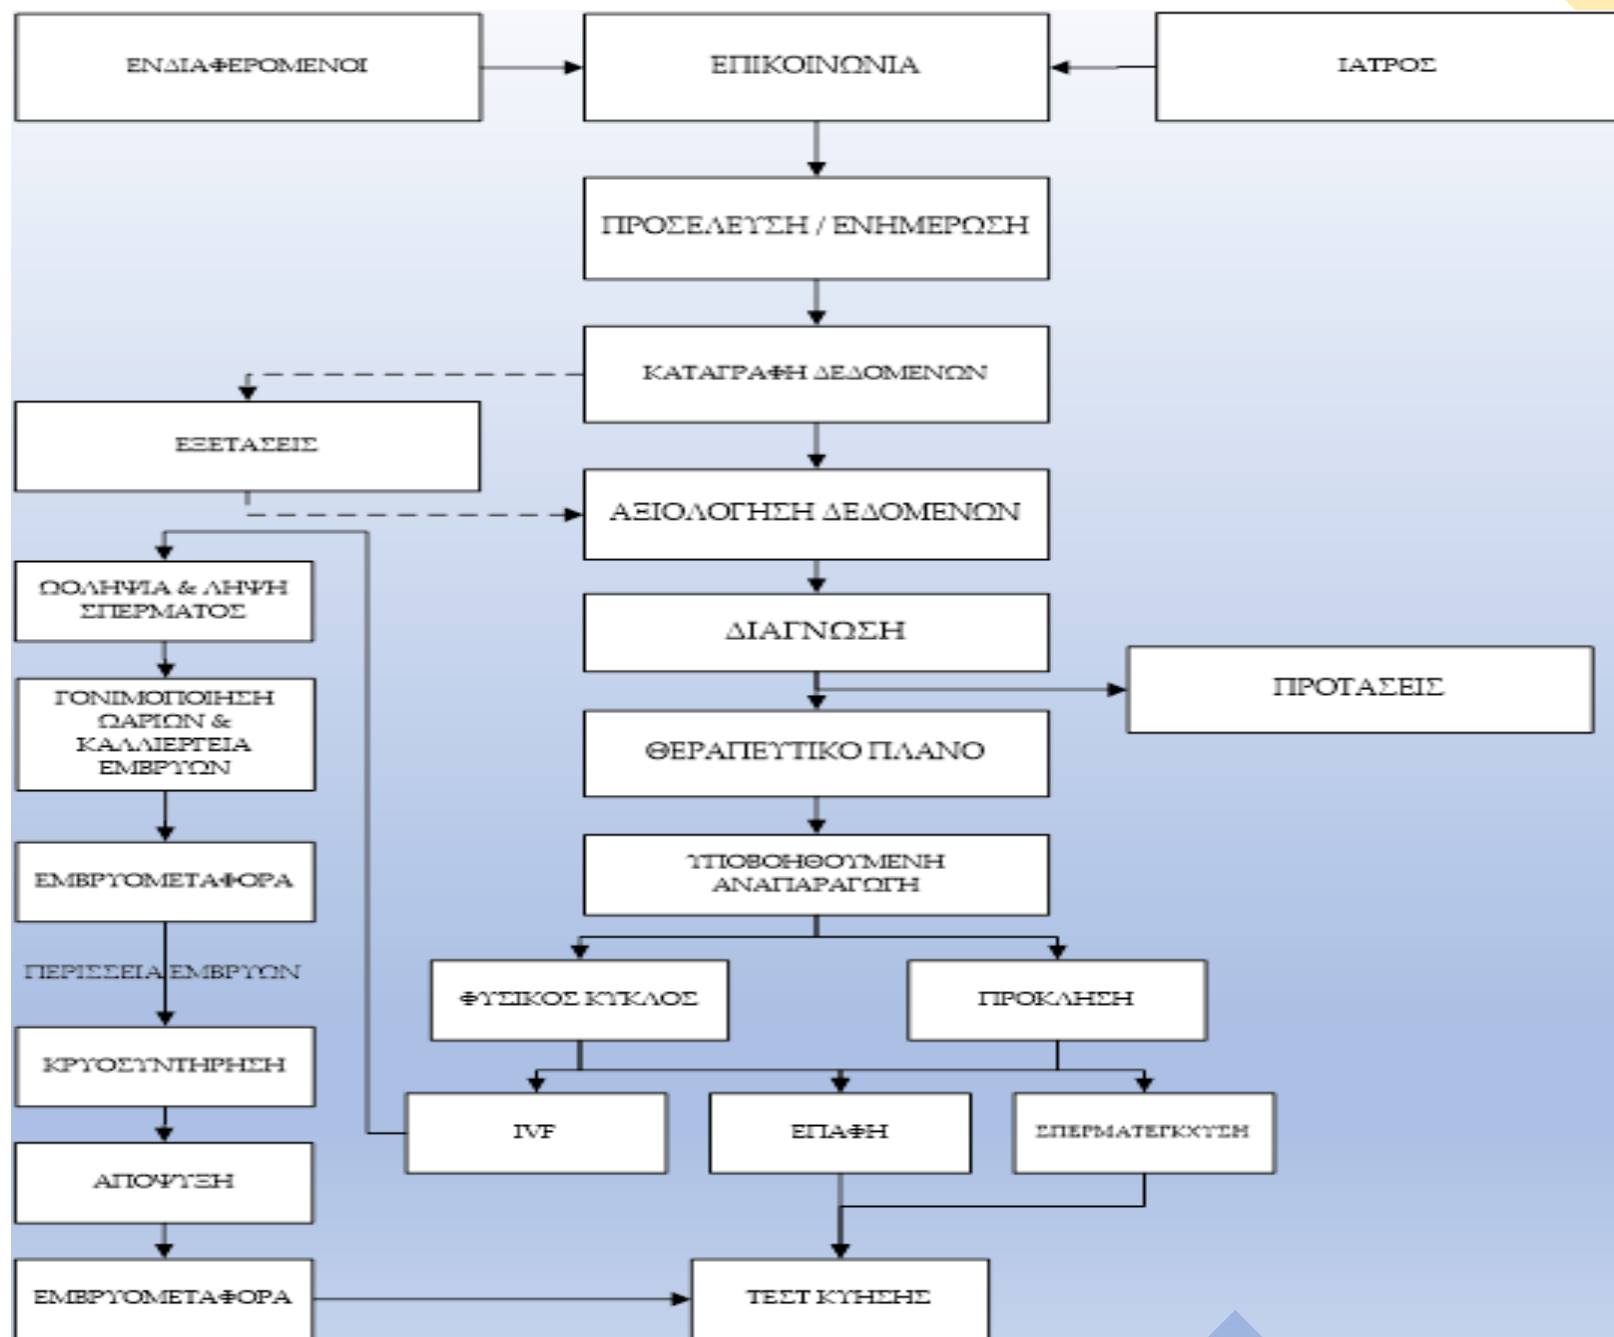 ΕΝΔΙΑΦΕΡΟΜΕΝΟΙ
ΕΠΙΚΟΙΝΩΝΙΑ
ΙΑΤΡΟΣ
ΠΡΟΣΕΛΕΥΣΗ / ΕΝΗΜΕΡΩΣΗ
ΚΑΤΑΓΡΑΦΗ ΔΕΔΟΜΕΝΩΝ
ΕΞΕΤΑΣΕΙΣ
ΑΞΙΟΛΟΓΗΣΗ ΔΕΔΟΜΕΝΩΝ
ΔΙΑΓΝΩΣΗ
ΠΡΟΤΑΣΕΙΣ
ΘΕΡΑΠΕΥΤΙΚΟ ΠΛΑΝΟ
ΥΠΟΒΟΗΘΟΥΜΕΝΗ
ΑΝΑΠΑΡΑΓΩΓΗ
ΦΥΣΙΚΟΣ ΚΥΚΛΟΣ
ΠΡΟΚΛΗΣΗ
IVF
ΕΠΑΦΗ
ΣΠΕΡΜΑΤΕΓΚΧΥΣΗ
ΩΟΛΗΨΙΑ & ΛΗΨΗ
ΣΠΕΡΜΑΤΟΣ
ΓΟΝΙΜΟΠΟΙΗΣΗ
ΩΑΡΙΩΝ &
ΚΑΛΛΙΕΡΓΕΙΑ
ΕΜΒΡΥΩΝ
ΕΜΒΡΥΟΜΕΤΑΦΟΡΑ
ΠΕΡΙΣΣΕΙΑ ΕΜΒΡΥΩΝ
ΚΡΥΟΣΥΝΤΗΡΗΣΗ
ΑΠΟΨΥΞΗ
ΕΜΒΡΥΟΜΕΤΑΦΟΡΑ
ΤΕΣΤ ΚΥΗΣΗΣ